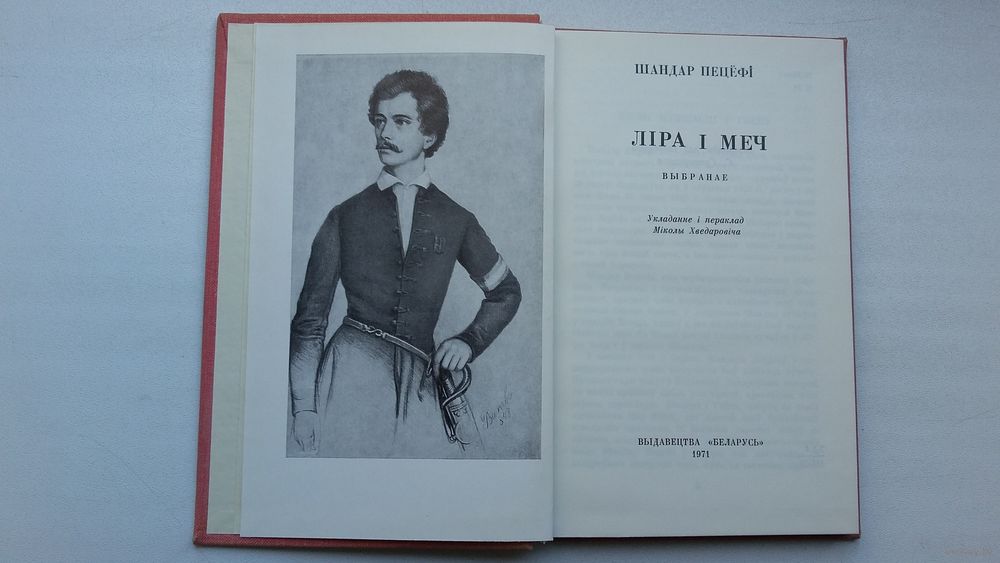 ШАНДАР ПЕЦЁФІ
ЛІРА І МЕЧ
ВЫБРАНАЕ
Укладанне і пераклад
Міколы Хведаровіча
ВЫДАВЕЦТВА «БЕЛАРУСЬ»
1971